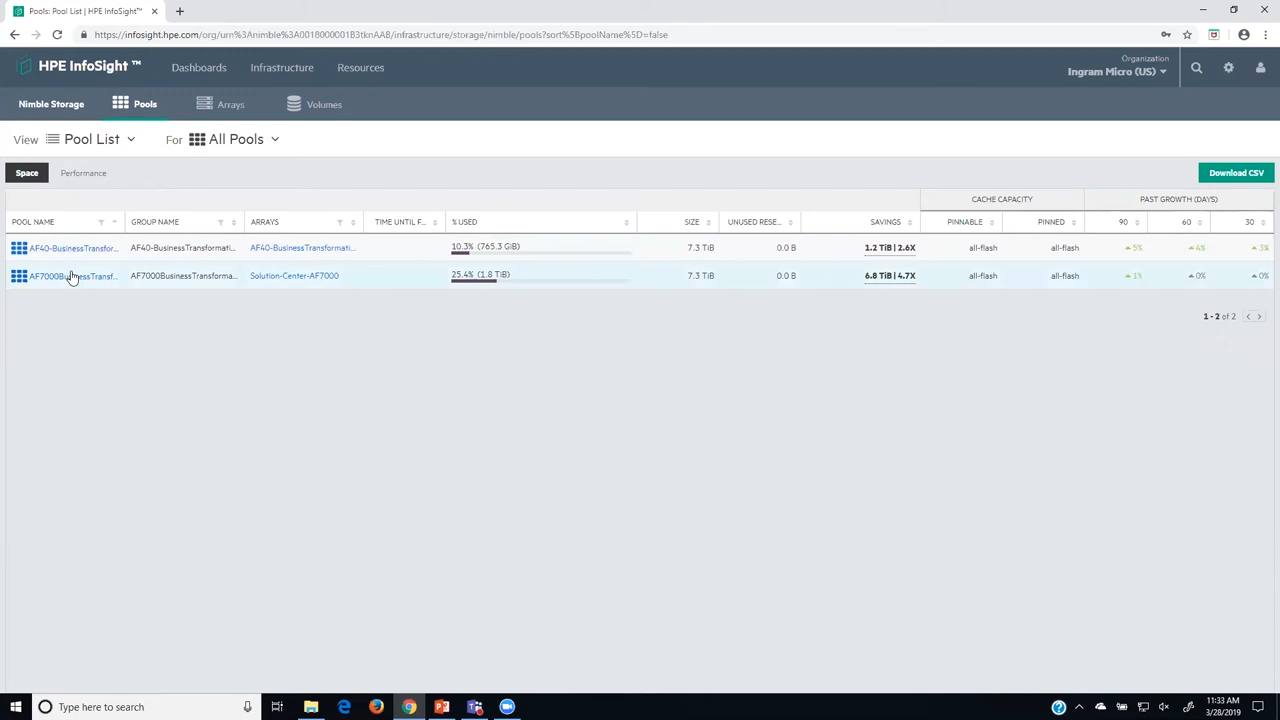 Pools: Pool List | HPE InfoSight
https://infosight.hpe.com/org/urn%3Animble%3A0018000001B3tknAAB/infrastructure/storage/nimble/pools?sort%5BpoolName%5D=false
HPE InfoSight ™ Dashboards Infrastructure Resources
Organization
Ingram Micro (US)
Nimble Storage Pools Arrays Volumes
View Pool List For All Pools
Space Performance Download CSV
CACHE CAPACITY PAST GROWTH (DAYS)
POOL NAME GROUP NAME ARRAYS TIME UNTIL F... % USED SIZE UNUSED RESE... SAVINGS PINNABLE PINNED 90 60 30
AF40-BusinessTransfor... AF40-BusinessTransformati... AF40-BusinessTransformati... 10.3% (765.3 GiB) 7.3 TiB 0.0 B 1.2 TiB | 2.6X all-flash all-flash 5% 4% 3%
AF7000BusinessTransf... AF7000BusinessTransforma... Solution-Center-AF7000 25.4% (1.8 TiB) 7.3 TiB 0.0 B 6.8 TiB | 4.7X all-flash all-flash 1% 0% 0%
1 - 2 of 2
Type here to search
11:33 AM
3/28/2019